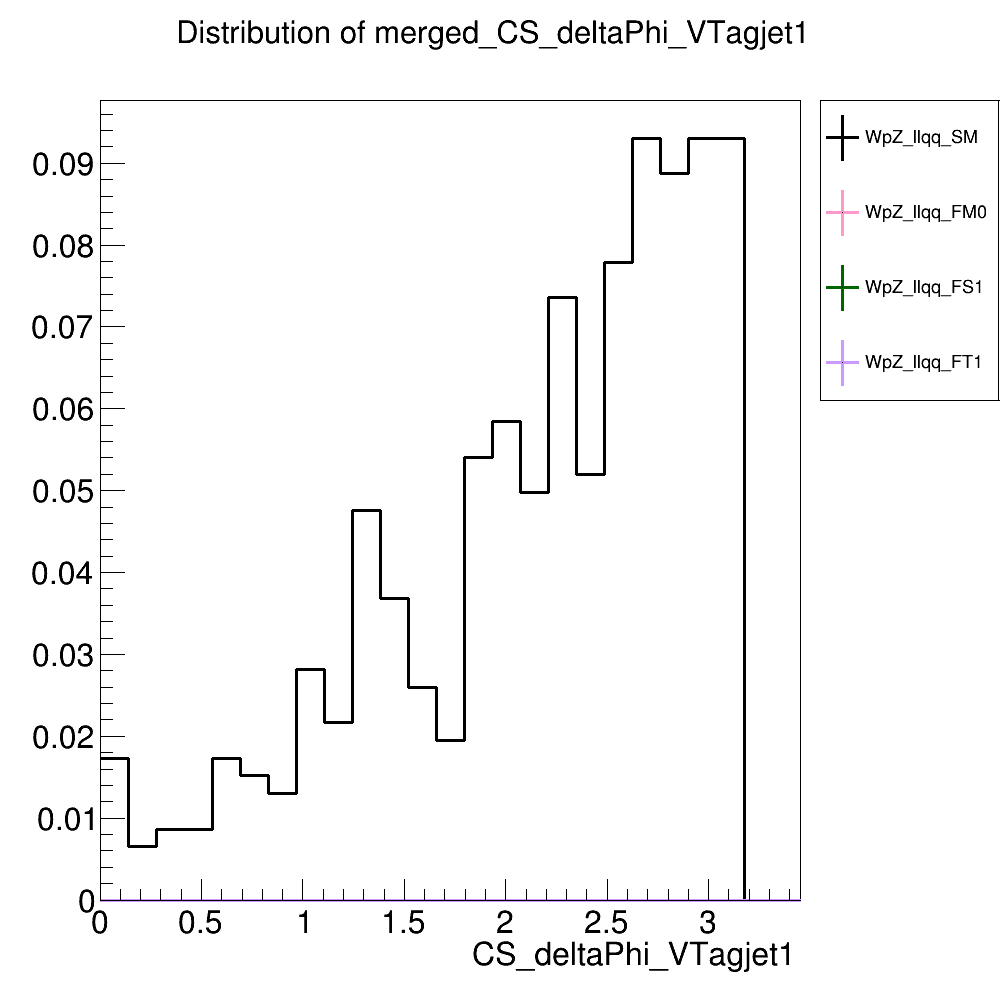 Distribution of merged_CS_deltaPhi_VTagjet1
WpZ_llqq_SM
WpZ_llqq_FM0
WpZ_llqq_FS1
WpZ_llqq_FT1
0.09
0.08
0.07
0.06
0.05
0.04
0.03
0.02
0.01
0
0 0.5 1 1.5 2 2.5 3
CS_deltaPhi_VTagjet1